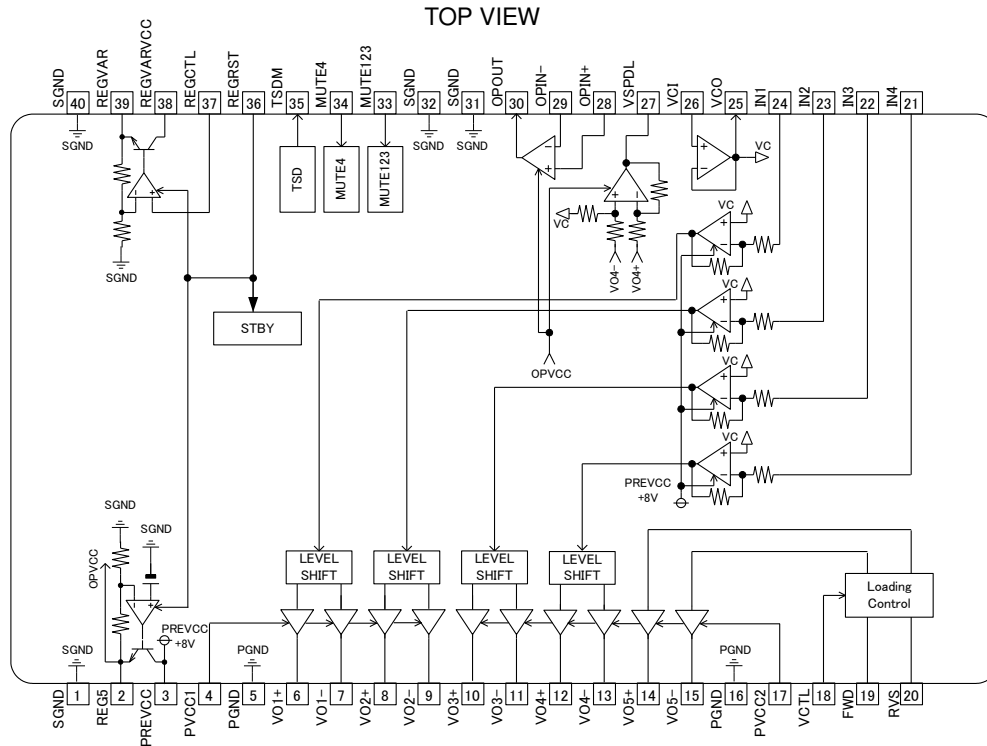 TOP VIEW
SGND
REGVAR
REGVARVCC
REGCTL
REGRST
TSDM
MUTE4
MUTE123
SGND
SGND
OPOUT
OPIN-
OPIN+
VSPDL
VCI
VCO
IN1
IN2
IN3
IN4
40
39
38
37
36
35
34
33
32
31
30
29
28
27
26
25
24
23
22
21
SGND
TSD
MUTE4
MUTE123
SGND
SGND
- +
- +
+ -
+ -
VC
VC
VC
+ -
VO4-
VO4+
SGND
STBY
OPVCC
VC
+ -
VC
+ -
VC
+ -
PREVCC
+8V
SGND
SGND
OPVCC
- +
PREVCC
+8V
LEVEL
SHIFT
LEVEL
SHIFT
LEVEL
SHIFT
LEVEL
SHIFT
Loading
Control
SGND
PGND
PGND
1
2
3
4
5
6
7
8
9
10
11
12
13
14
15
16
17
18
19
20
SGND
REG5
PREVCC
PVCC1
PGND
VO1+
VO1-
VO2+
VO2-
VO3+
VO3-
VO4+
VO4-
VO5+
VO5-
PGND
PVCC2
VCTL
FWD
RVS